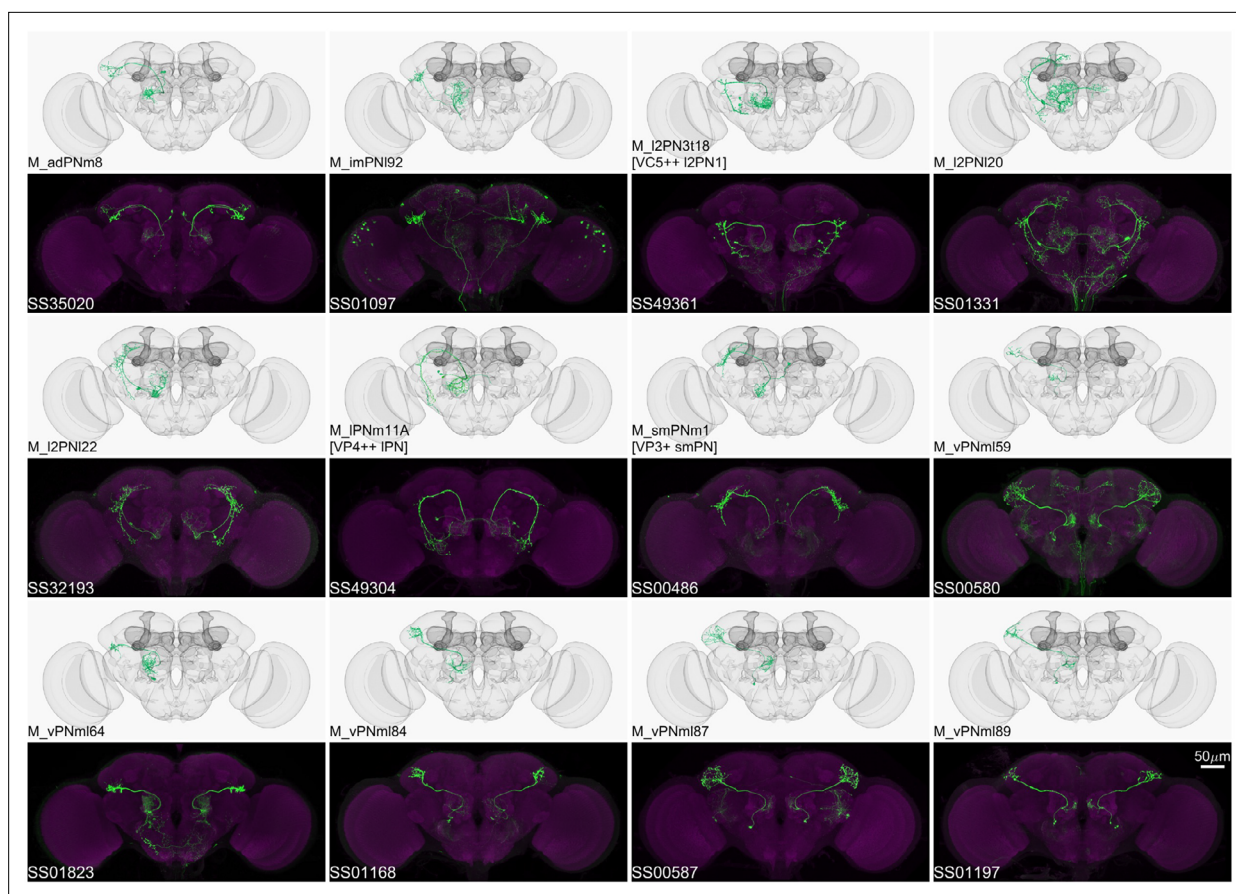 M_adPNm8
M_imPNl92
M_l2PN3t18
[VC5++ l2PN1]
M_l2PNl20
SS35020
SS01097
SS49361
SS01331
M_l2PNl22
M_lPNm11A
[VP4++ lPN]
M_smPNm1
[VP3+ smPN]
M_vPNml59
SS32193
SS49304
SS00486
SS00580
M_vPNml64
M_vPNml84
M_vPNml87
M_vPNml89
50μm
SS01823
SS01168
SS00587
SS01197